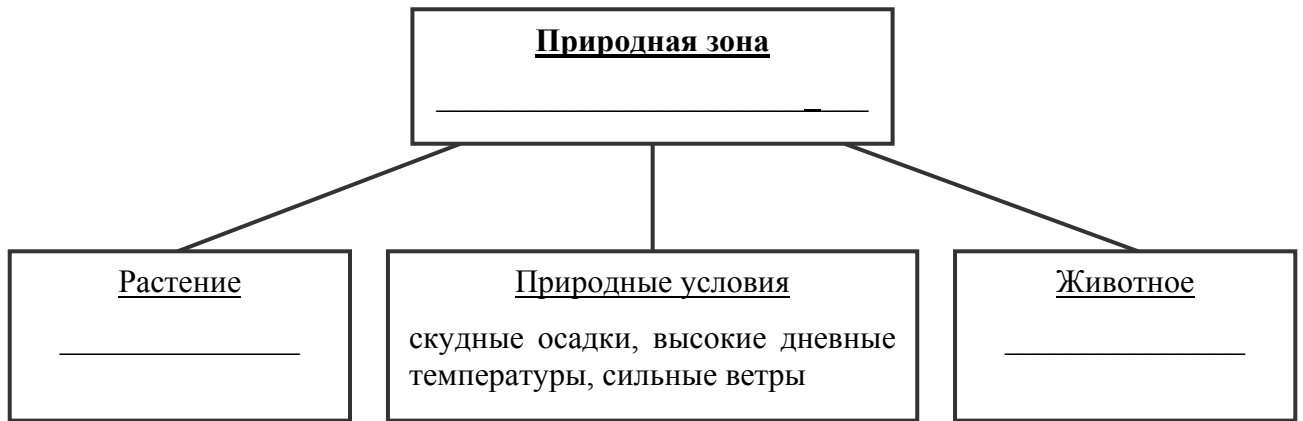 Природная зона
Растение
Природные условия
скудные осадки, высокие дневные
температуры, сильные ветры
Животное